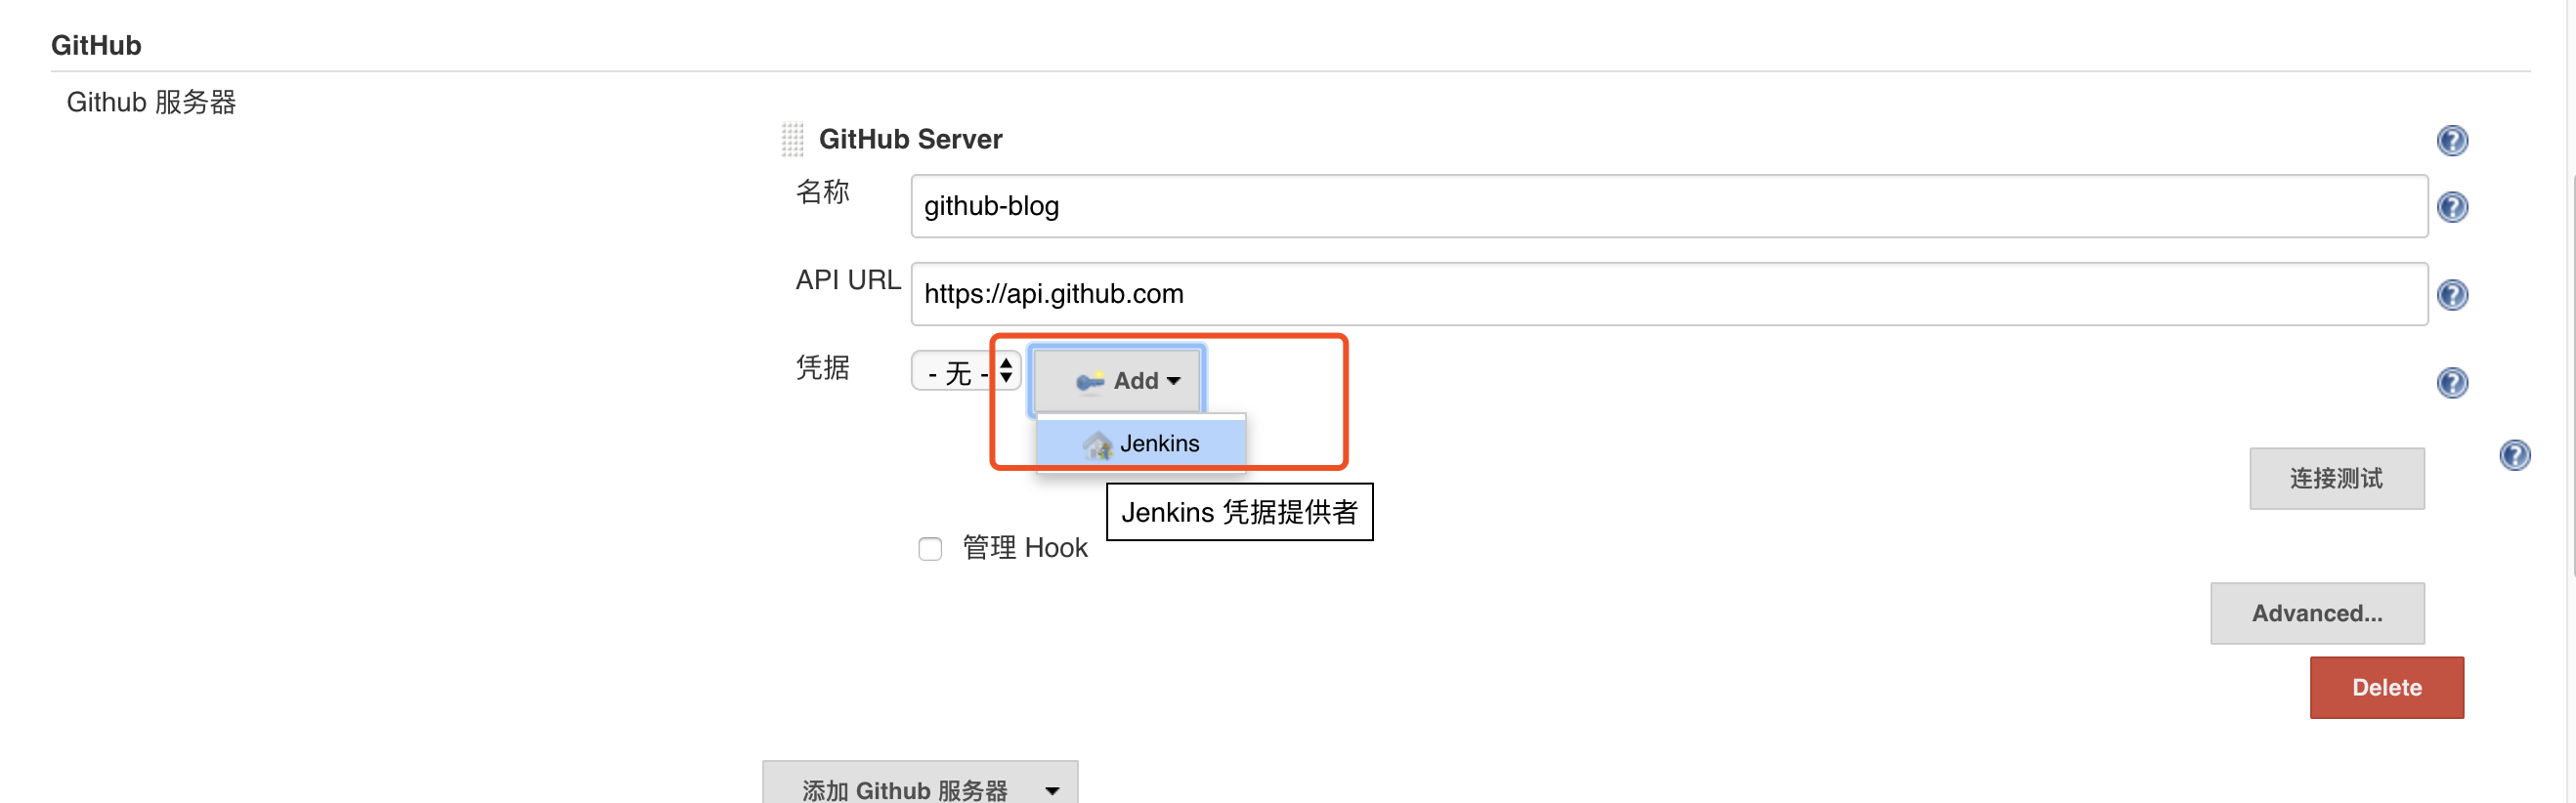 GitHub
Github 服务器
GitHub Server
名称
github-blog
API URL
https://api.github.com
凭据
- 无 -
Add
Jenkins
连接测试
Jenkins 凭据提供者
管理 Hook
Advanced...
Delete
添加 Github 服务器